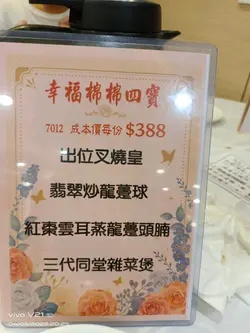 幸福棉棉四寶
7012 成本價每份 $388
出位叉燒皇
翡翠炒龍躉球
紅棗雲耳蒸龍躉頭腩
三代同堂雜菜煲
vivo V21